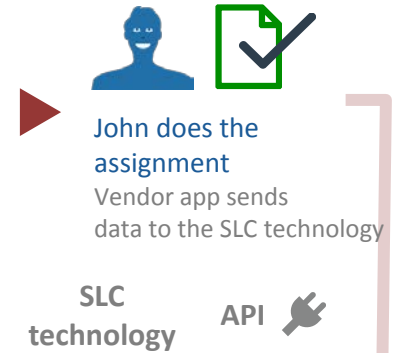 John does the
assignment
Vendor app sends
data to the SLC technology
SLC
technology
API